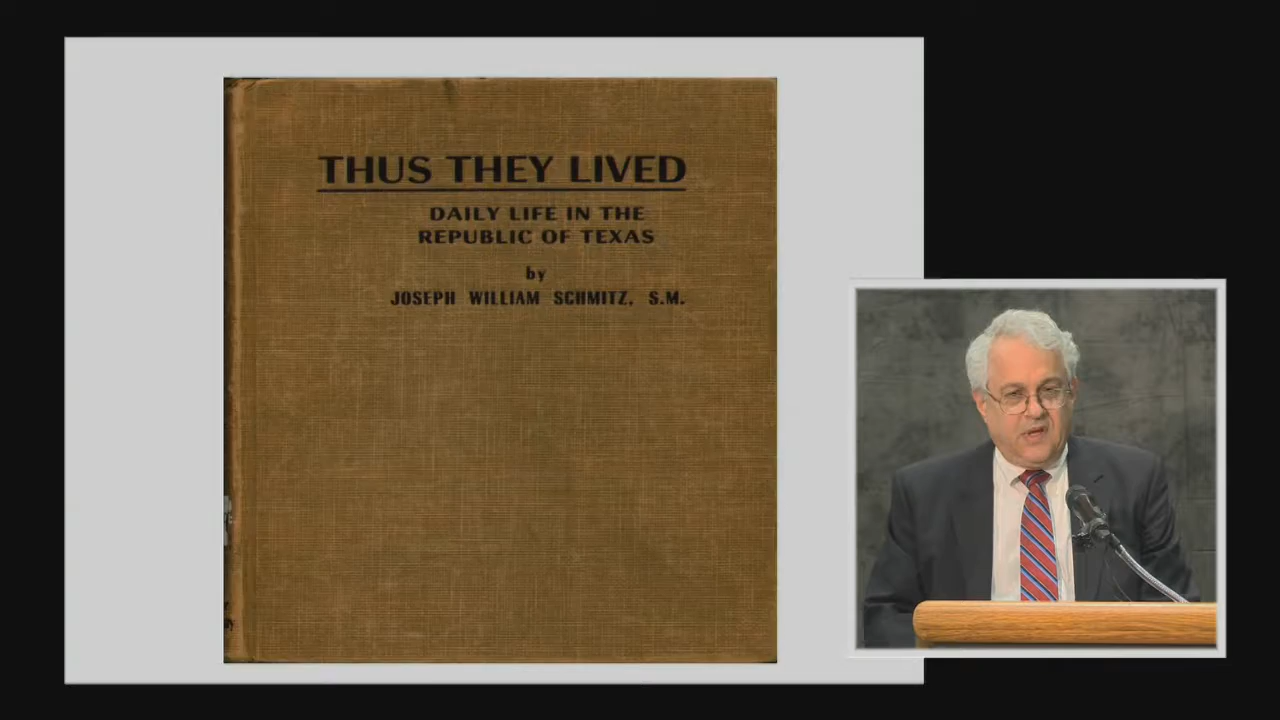 THUS THEY LIVED
DAILY LIFE IN THE
REPUBLIC OF TEXAS
by
JOSEPH WILLIAM SCHMITZ, S.M.